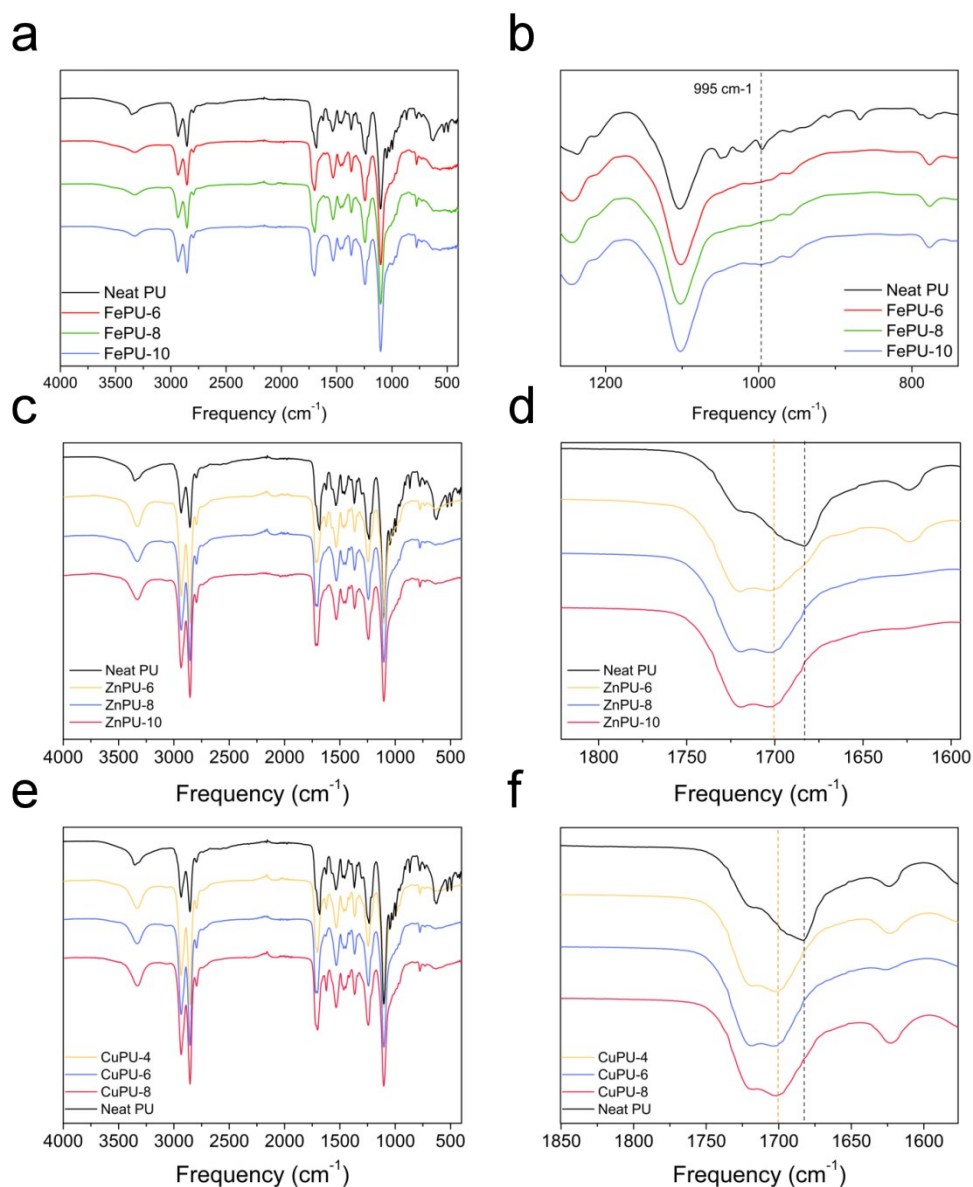 a
Neat PU
FePU-6
FePU-8
FePU-10
4000 3500 3000 2500 2000 1500 1000 500
Frequency (cm⁻¹)
b
995 cm-1
Neat PU
FePU-6
FePU-8
FePU-10
1200 1000 800
Frequency (cm⁻¹)
c
Neat PU
ZnPU-6
ZnPU-8
ZnPU-10
4000 3500 3000 2500 2000 1500 1000 500
Frequency (cm⁻¹)
d
Neat PU
ZnPU-6
ZnPU-8
ZnPU-10
1800 1750 1700 1650 1600
Frequency (cm⁻¹)
e
CuPU-4
CuPU-6
CuPU-8
Neat PU
4000 3500 3000 2500 2000 1500 1000 500
Frequency (cm⁻¹)
f
CuPU-4
CuPU-6
CuPU-8
Neat PU
1850 1800 1750 1700 1650 1600
Frequency (cm⁻¹)